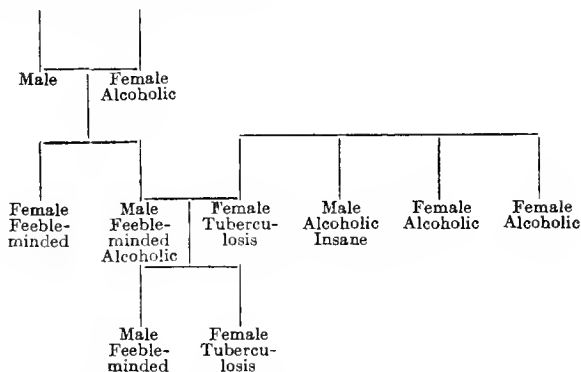 Male Female
Alcoholic
Female Male Female Male Female Female
Feeble- Feeble- Tubercu- Alcoholic Alcoholic Alcoholic
minded minded losis Insane
Alcoholic
Male Female
Feeble- Tubercu-
minded losis